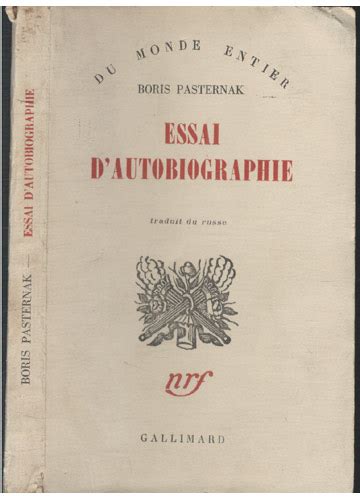 DU MONDE ENTIER
BORIS PASTERNAK
ESSAI
D'AUTOBIOGRAPHIE
traduit du russe
nrf
GALLIMARD
BORIS PASTERNAK — ESSAI D'AUTOBIOGRAPHIE